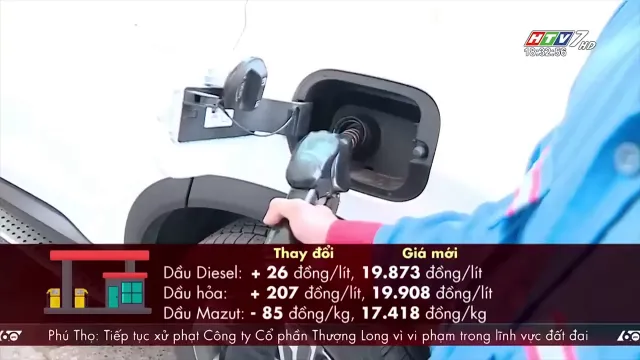 HTV7 HD
18:32:56
Thay đổi Giá mới
Dầu Diesel: + 26 đồng/lít, 19.873 đồng/lít
Dầu hỏa: + 207 đồng/lít, 19.908 đồng/lít
Dầu Mazut: - 85 đồng/kg, 17.418 đồng/kg
Phú Thọ: Tiếp tục xử phạt Công ty Cổ phần Thượng Long vì vi phạm trong lĩnh vực đất đai